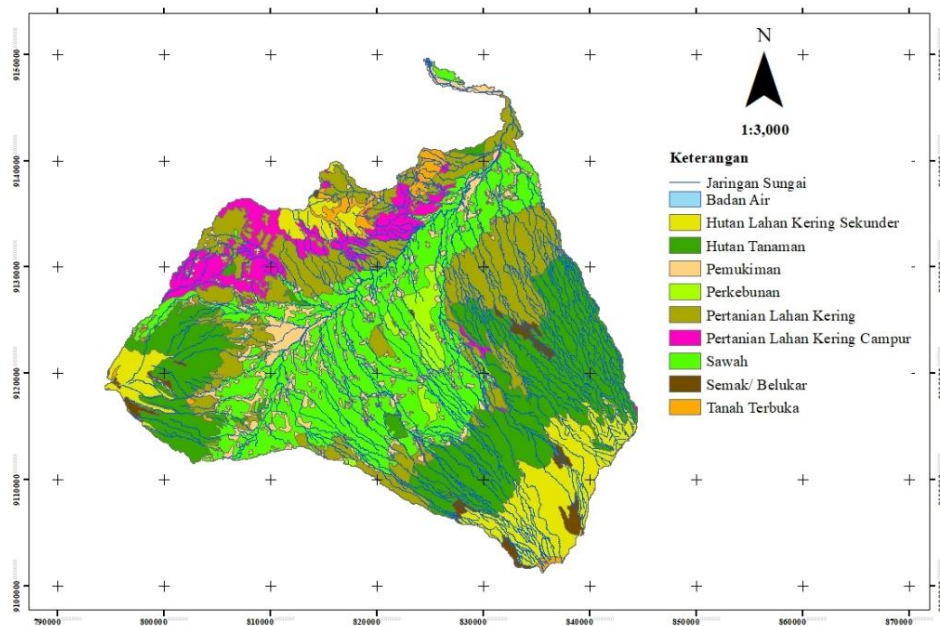 N
1:3,000
Keterangan
Jaringan Sungai
Badan Air
Hutan Lahan Kering Sekunder
Hutan Tanaman
Pemukiman
Perkebunan
Pertanian Lahan Kering
Pertanian Lahan Kering Campur
Sawah
Semak/ Belukar
Tanah Terbuka
9150000
9140000
9130000
9120000
9110000
9100000
790000
800000
810000
820000
830000
840000
850000
860000
870000